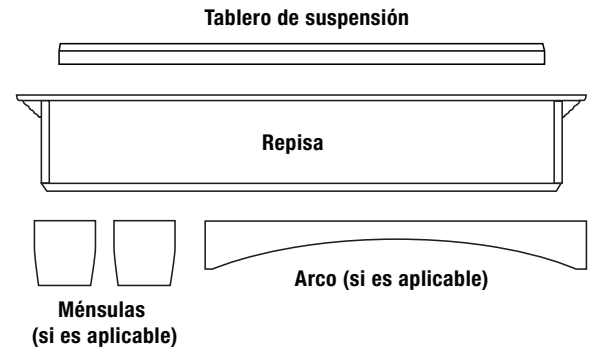 Tablero de suspensión
Repisa
Arco (si es aplicable)
Ménsulas
(si es aplicable)